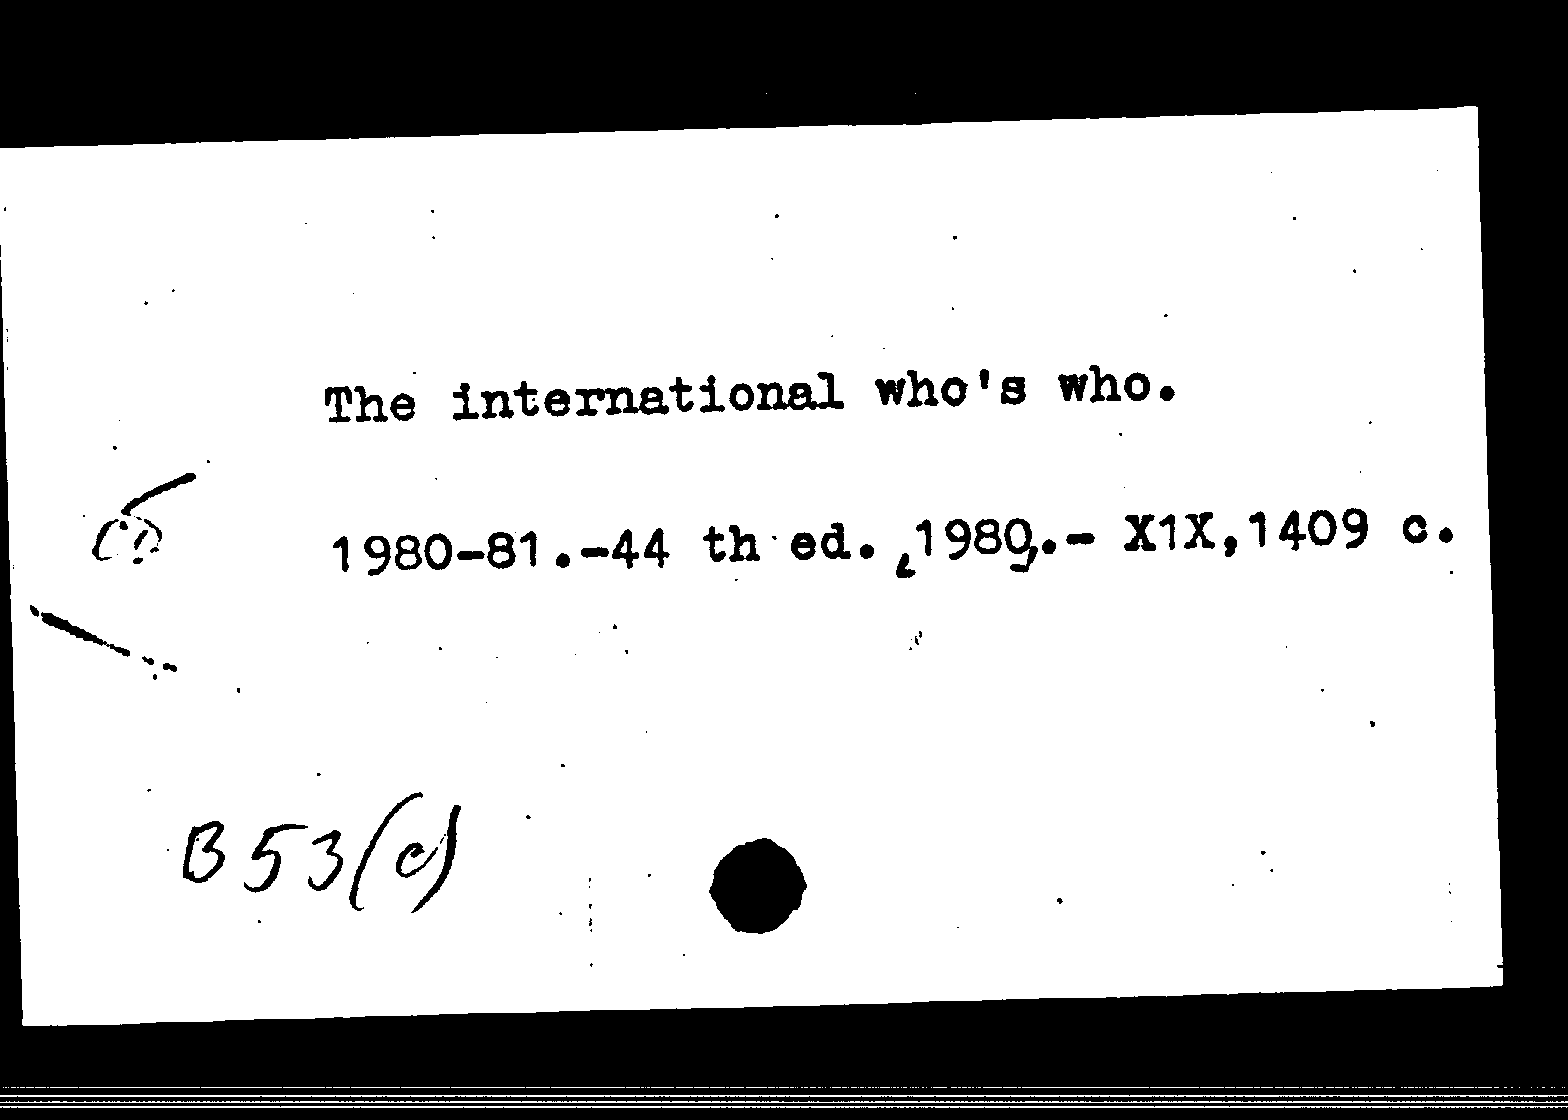 The international who's who.
1980-81.-44 th ed. 1980.- X1X,1409 c.
B53(c)